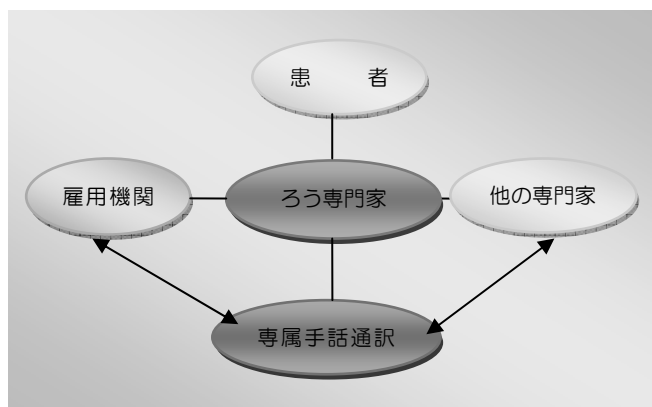 患　者
雇用機関
ろう専門家
他の専門家
専属手話通訳